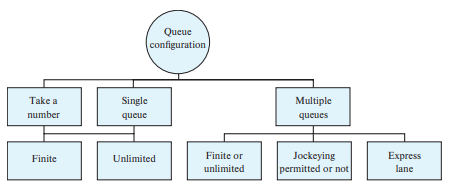 Queue
configuration
Take a
number
Single
queue
Multiple
queues
Finite
Unlimited
Finite or
unlimited
Jockeying
permitted or not
Express
lane